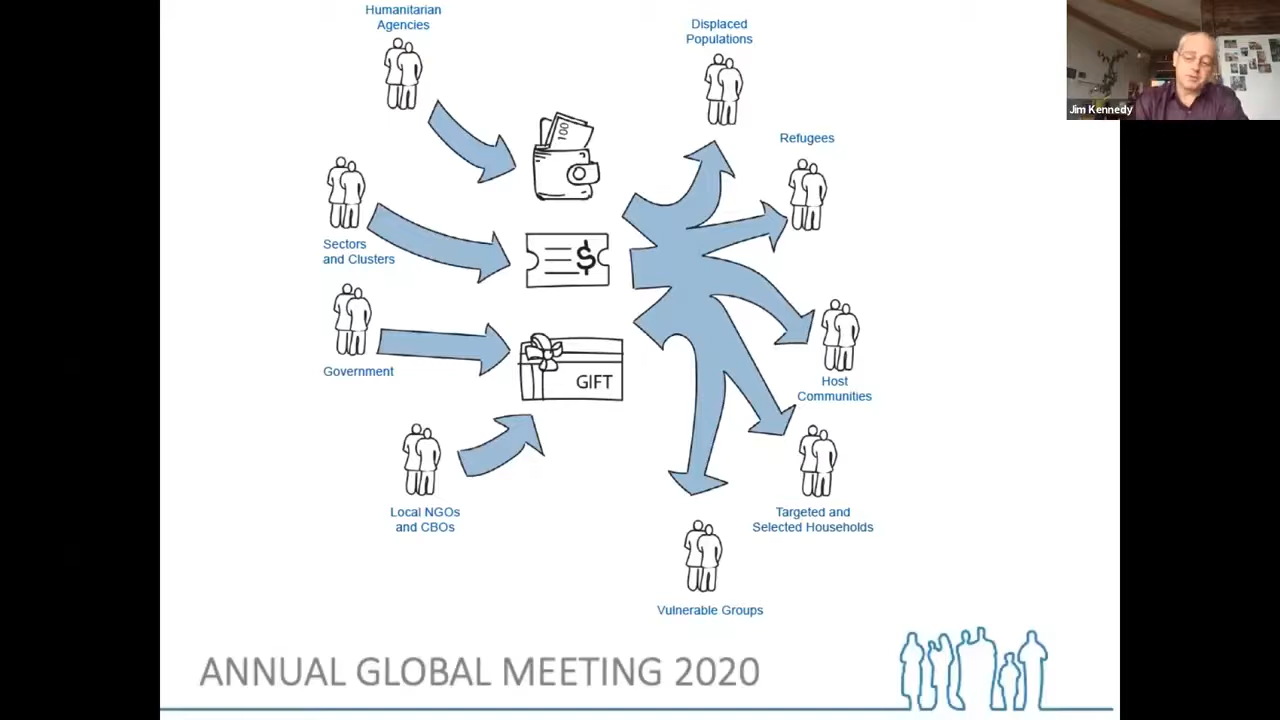 Humanitarian
Agencies
Displaced
Populations
Jim Kennedy
100
Refugees
Sectors
and Clusters
$
Government
GIFT
Host
Communities
Local NGOs
and CBOs
Targeted and
Selected Households
Vulnerable Groups
ANNUAL GLOBAL MEETING 2020